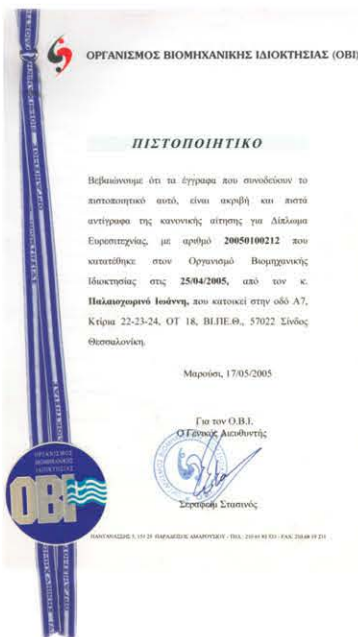 ΟΡΓΑΝΙΣΜΟΣ ΒΙΟΜΗΧΑΝΙΚΗΣ ΙΔΙΟΚΤΗΣΙΑΣ (ΟΒΙ)
ΠΙΣΤΟΠΟΙΗΤΙΚΟ
Βεβαιώνουμε ότι τα έγγραφα που συνοδεύουν το
πιστοποιητικό αυτό, είναι ακριβή και πιστά
αντίγραφα της κανονικής αίτησης για Δίπλωμα
Ευρεσιτεχνίας, με αριθμό 20050100212 που
κατατέθηκε στον Οργανισμό Βιομηχανικής
Ιδιοκτησίας στις 25/04/2005, από τον κ.
Παλαιοχωρινό Ιωάννη, που κατοικεί στην οδό Α7,
Κτίρια 22-23-24, ΟΤ 18, ΒΙ.ΠΕ.Θ., 57022 Σίνδος
Θεσσαλονίκη.
Μαρούσι, 17/05/2005
Για τον Ο.Β.Ι.
Ο Γενικός Διευθυντής
Σεραφείμ Στασινός
ΟΡΓΑΝΙΣΜΟΣ
ΒΙΟΜΗΧΑΝΙΚΗΣ
ΙΔΙΟΚΤΗΣΙΑΣ
ΟΒΙ